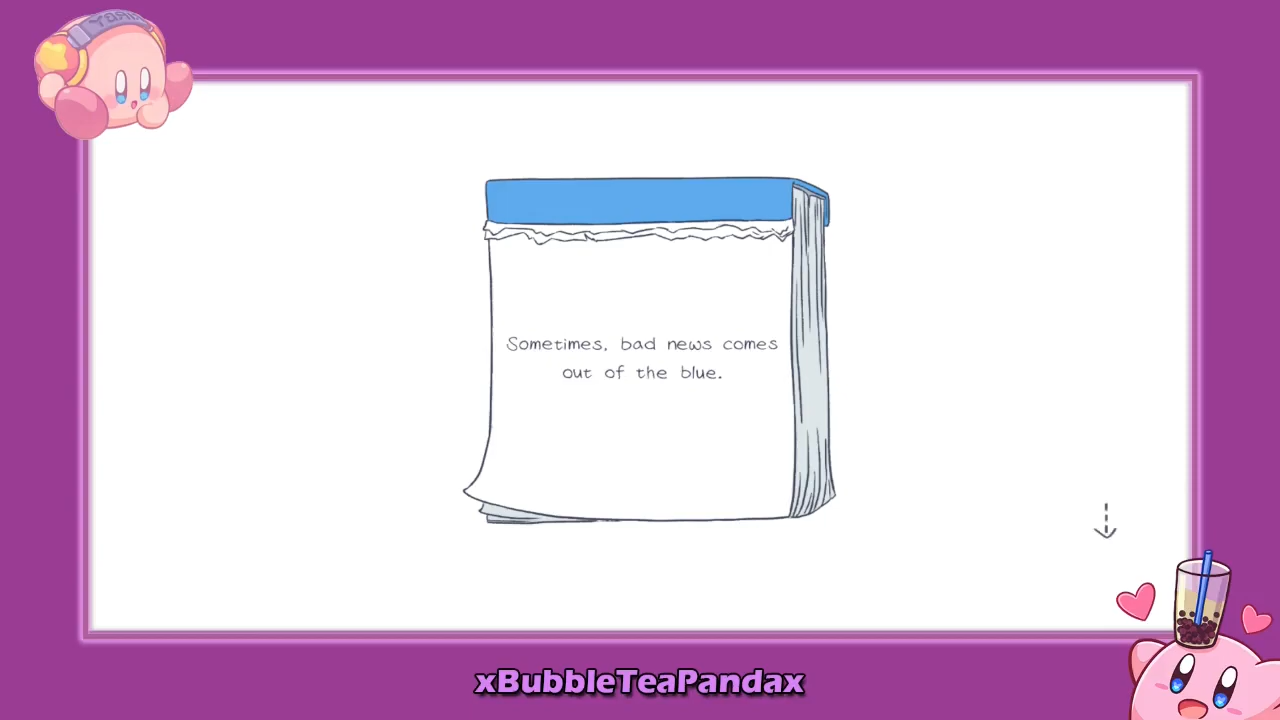 Sometimes, bad news comes
out of the blue.
xBubbleTeaPandax